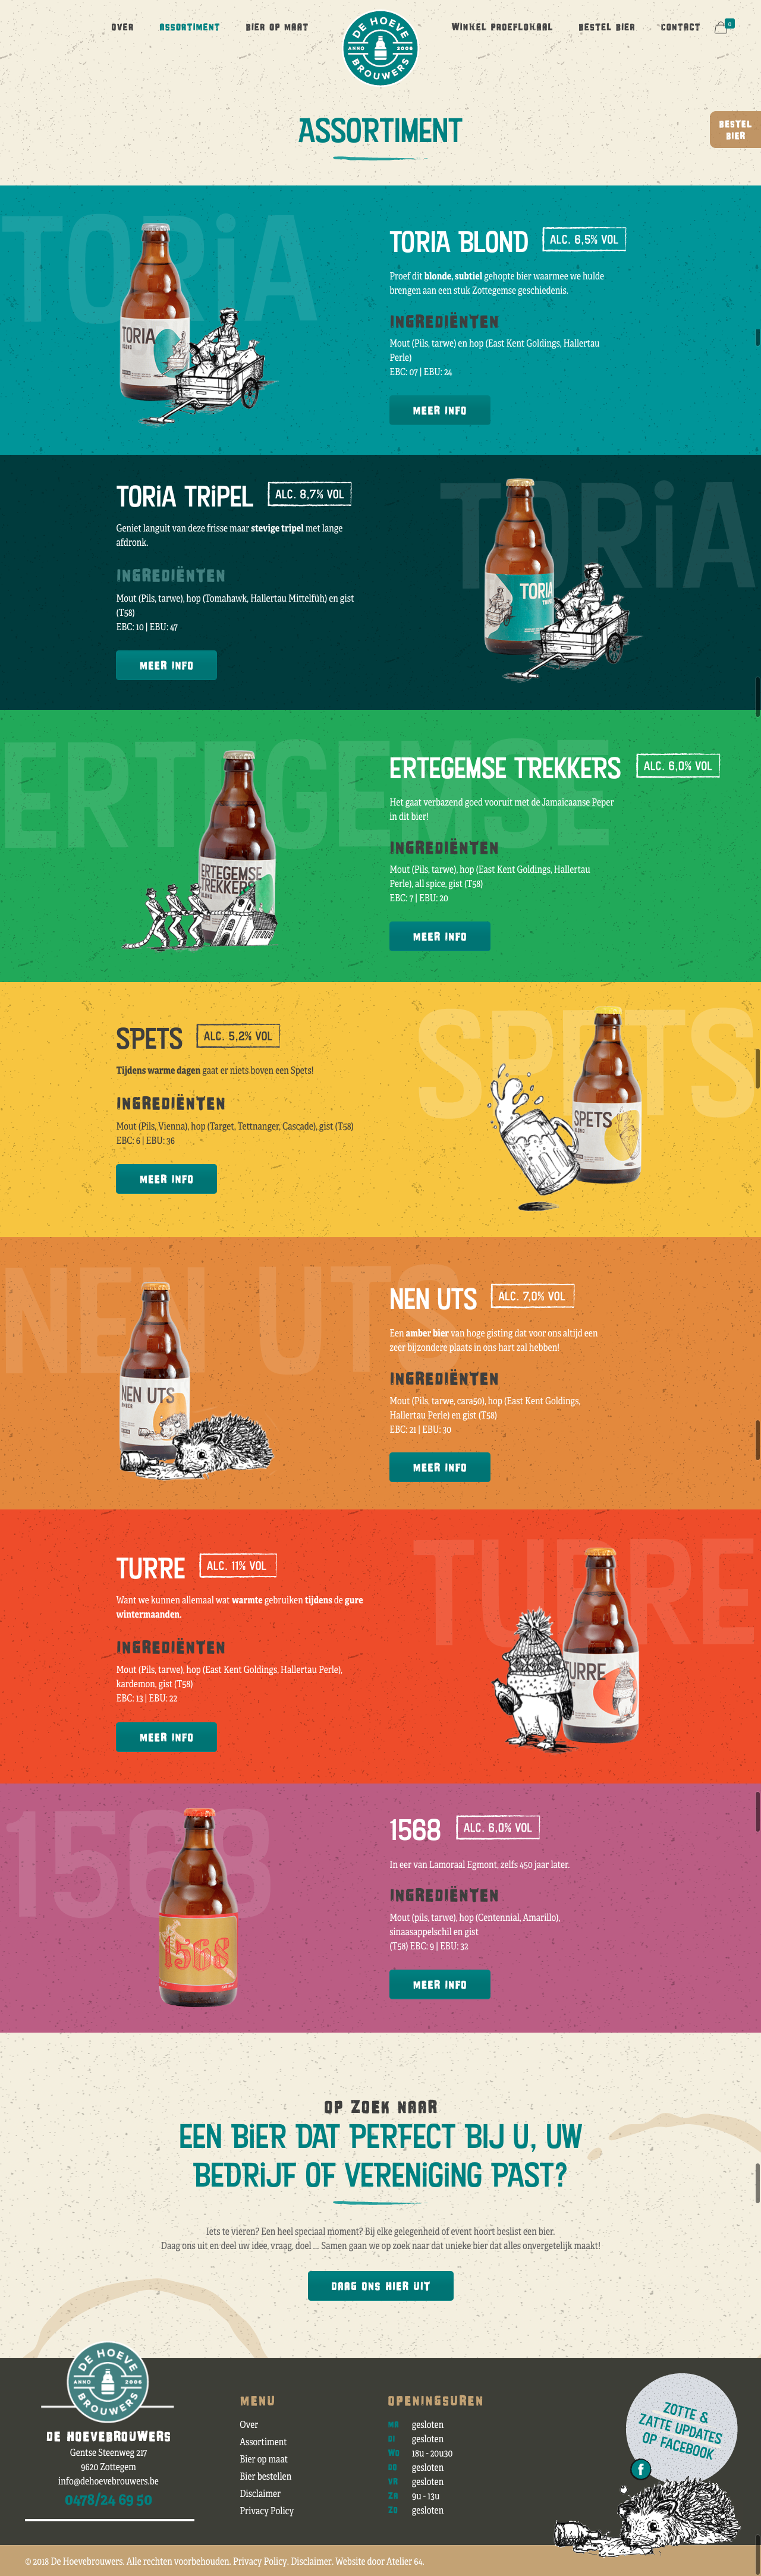 OVER ASSORTIMENT BIER OP MAAT
DE HOEVE
ANNO 2006
BROUWERS
WINKEL PROEFLOKAAL BESTEL BIER CONTACT 0
ASSORTIMENT
BESTEL
BIER
TORiA
TORIA
BLOND
TORIA BLOND ALC. 6,5% VOL
Proef dit blonde, subtiel gehopte bier waarmee we hulde
brengen aan een stuk Zottegemse geschiedenis.
INGREDIËNTEN
Mout (Pils, tarwe) en hop (East Kent Goldings, Hallertau
Perle)
EBC: 07 | EBU: 24
MEER INFO
TORiA TRiPEL ALC. 8,7% VOL
Geniet languit van deze frisse maar stevige tripel met lange
afdronk.
INGREDIËNTEN
Mout (Pils, tarwe), hop (Tomahawk, Hallertau Mittelfüh) en gist
(T58)
EBC: 10 | EBU: 47
MEER INFO
TORiA
TORIA
ERTEGEMSE
ERTEGEMSE
TREKKERS
BLOND
ERTEGEMSE TREKKERS ALC. 6,0% VOL
Het gaat verbazend goed vooruit met de Jamaicaanse Peper
in dit bier!
INGREDIËNTEN
Mout (Pils, tarwe), hop (East Kent Goldings, Hallertau
Perle), all spice, gist (T58)
EBC: 7 | EBU: 20
MEER INFO
SPETS ALC. 5,2% VOL
Tijdens warme dagen gaat er niets boven een Spets!
INGREDIËNTEN
Mout (Pils, Vienna), hop (Target, Tettnanger, Cascade), gist (T58)
EBC: 6 | EBU: 36
MEER INFO
SPETS
SPETS
BLOND
NEN UTS
NEN UTS
AMBER
NEN UTS ALC. 7,0% VOL
Een amber bier van hoge gisting dat voor ons altijd een
zeer bijzondere plaats in ons hart zal hebben!
INGREDIËNTEN
Mout (Pils, tarwe, cara50), hop (East Kent Goldings,
Hallertau Perle) en gist (T58)
EBC: 21 | EBU: 30
MEER INFO
TURRE ALC. 11% VOL
Want we kunnen allemaal wat warmte gebruiken tijdens de gure
wintermaanden.
INGREDIËNTEN
Mout (Pils, tarwe), hop (East Kent Goldings, Hallertau Perle),
kardemon, gist (T58)
EBC: 13 | EBU: 22
MEER INFO
TURRE
URRE
1568
1568
1568 ALC. 6,0% VOL
In eer van Lamoraal Egmont, zelfs 450 jaar later.
INGREDIËNTEN
Mout (pils, tarwe), hop (Centennial, Amarillo),
sinaasappelschil en gist
(T58) EBC: 9 | EBU: 32
MEER INFO
OP ZOEK NAAR
EEN BiER DAT PERFECT BIJ U, UW
BEDRiJF OF VERENiGING PAST?
Iets te vieren? Een heel speciaal moment? Bij elke gelegenheid of event hoort beslist een bier.
Daag ons uit en deel uw idee, vraag, doel ... Samen gaan we op zoek naar dat unieke bier dat alles onvergetelijk maakt!
DAAG ONS HIER UIT
DE HOEVE
ANNO 2006
BROUWERS
DE HOEVEBROUWERS
Gentse Steenweg 217
9620 Zottegem
info@dehoevebrouwers.be
0478/24 69 50
MENU
Over
Assortiment
Bier op maat
Bier bestellen
Disclaimer
Privacy Policy
OPENINGSUREN
MA gesloten
DI gesloten
WO 18u - 20u30
DO gesloten
VR gesloten
ZA 9u - 13u
ZO gesloten
ZOTTE &
ZATTE UPDATES
OP FACEBOOK
f
© 2018 De Hoevebrouwers. Alle rechten voorbehouden. Privacy Policy. Disclaimer. Website door Atelier 64.